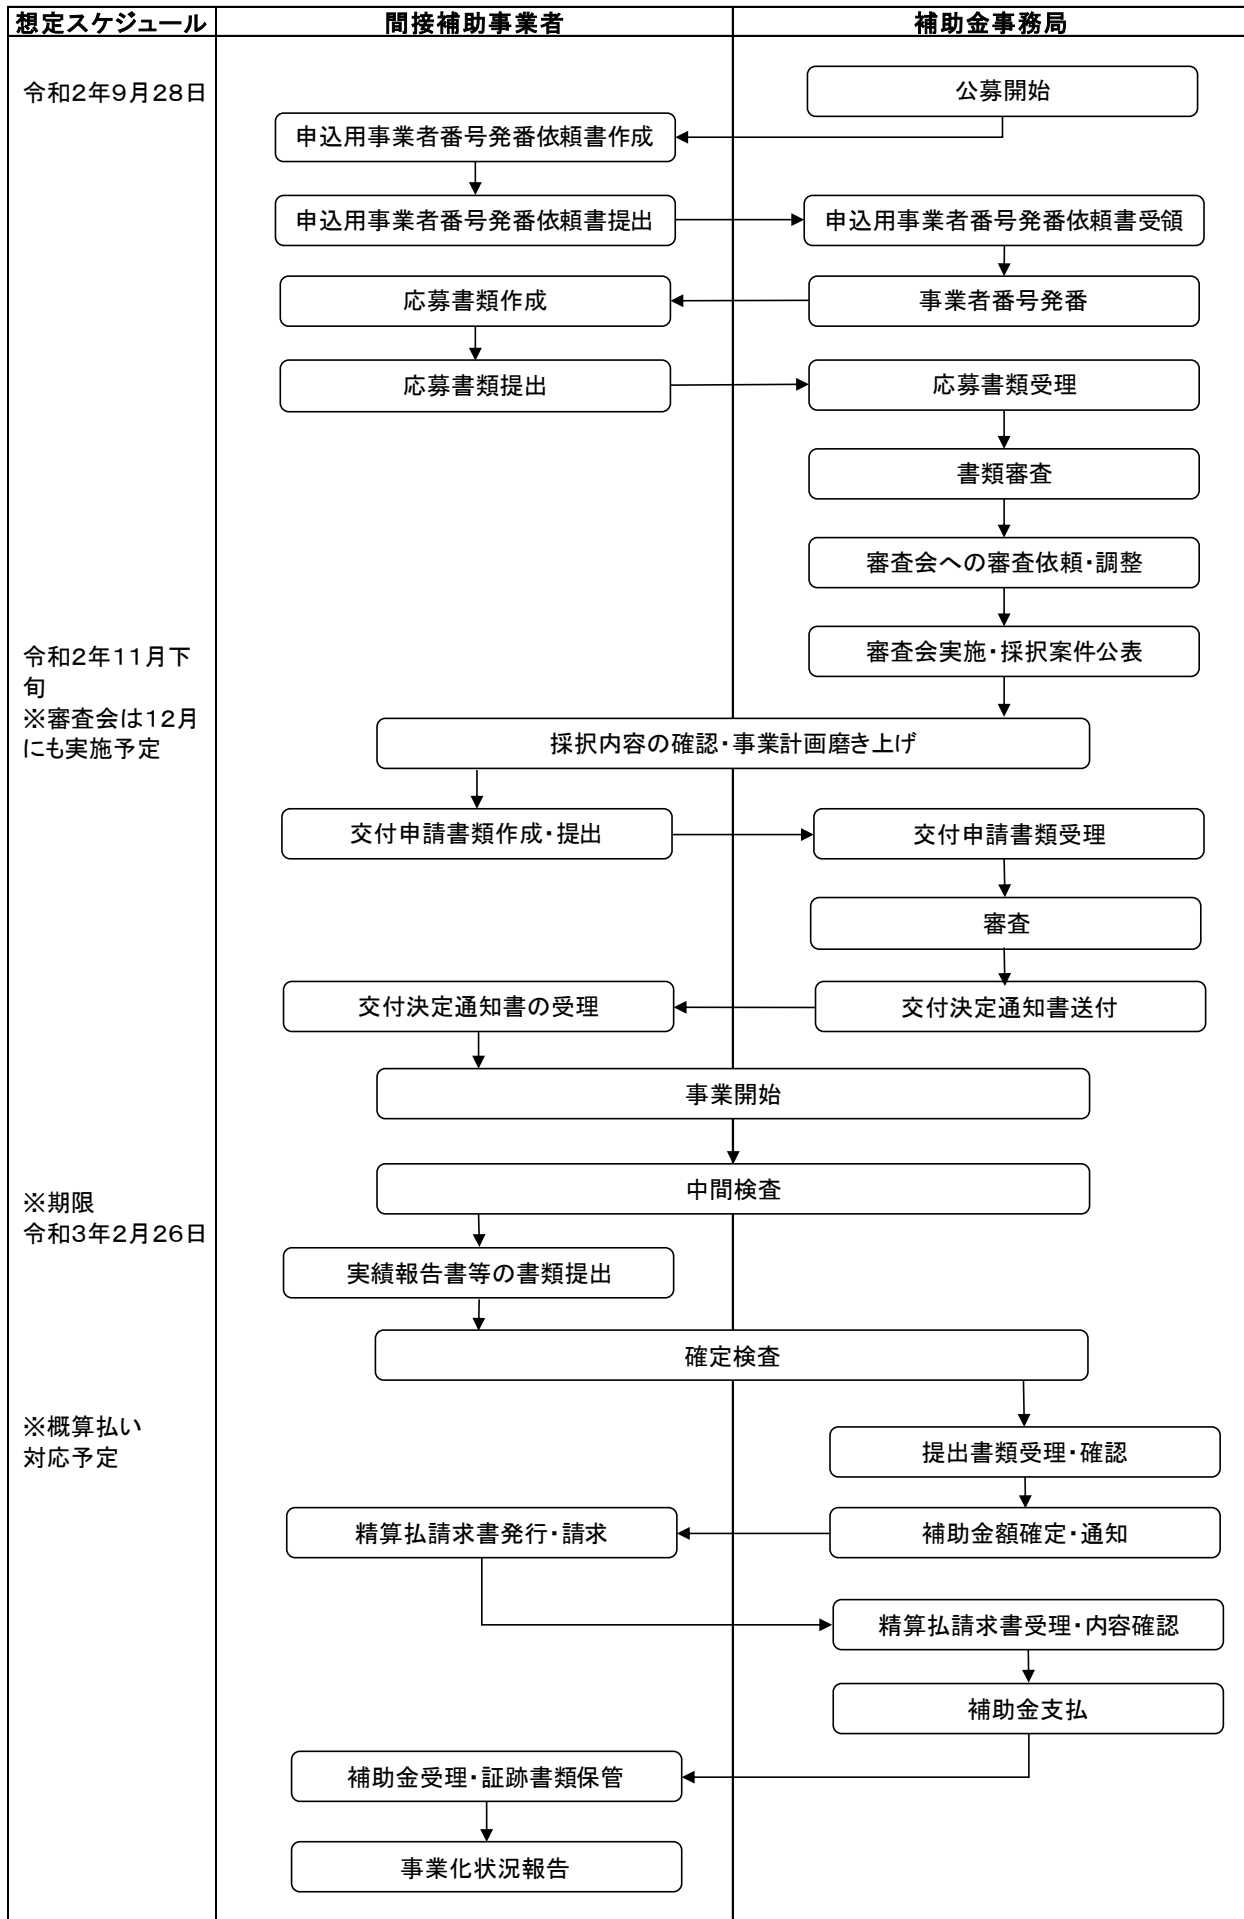 想定スケジュール
間接補助事業者
補助金事務局
令和2年9月28日
公募開始
申込用事業者番号発番依頼書作成
申込用事業者番号発番依頼書提出
申込用事業者番号発番依頼書受領
応募書類作成
事業者番号発番
応募書類提出
応募書類受理
書類審査
審査会への審査依頼・調整
令和2年11月下
旬
※審査会は12月
にも実施予定
審査会実施・採択案件公表
採択内容の確認・事業計画磨き上げ
交付申請書類作成・提出
交付申請書類受理
審査
交付決定通知書の受理
交付決定通知書送付
事業開始
中間検査
※期限
令和3年2月26日
実績報告書等の書類提出
確定検査
※概算払い
対応予定
提出書類受理・確認
精算払請求書発行・請求
補助金額確定・通知
精算払請求書受理・内容確認
補助金支払
補助金受理・証跡書類保管
事業化状況報告